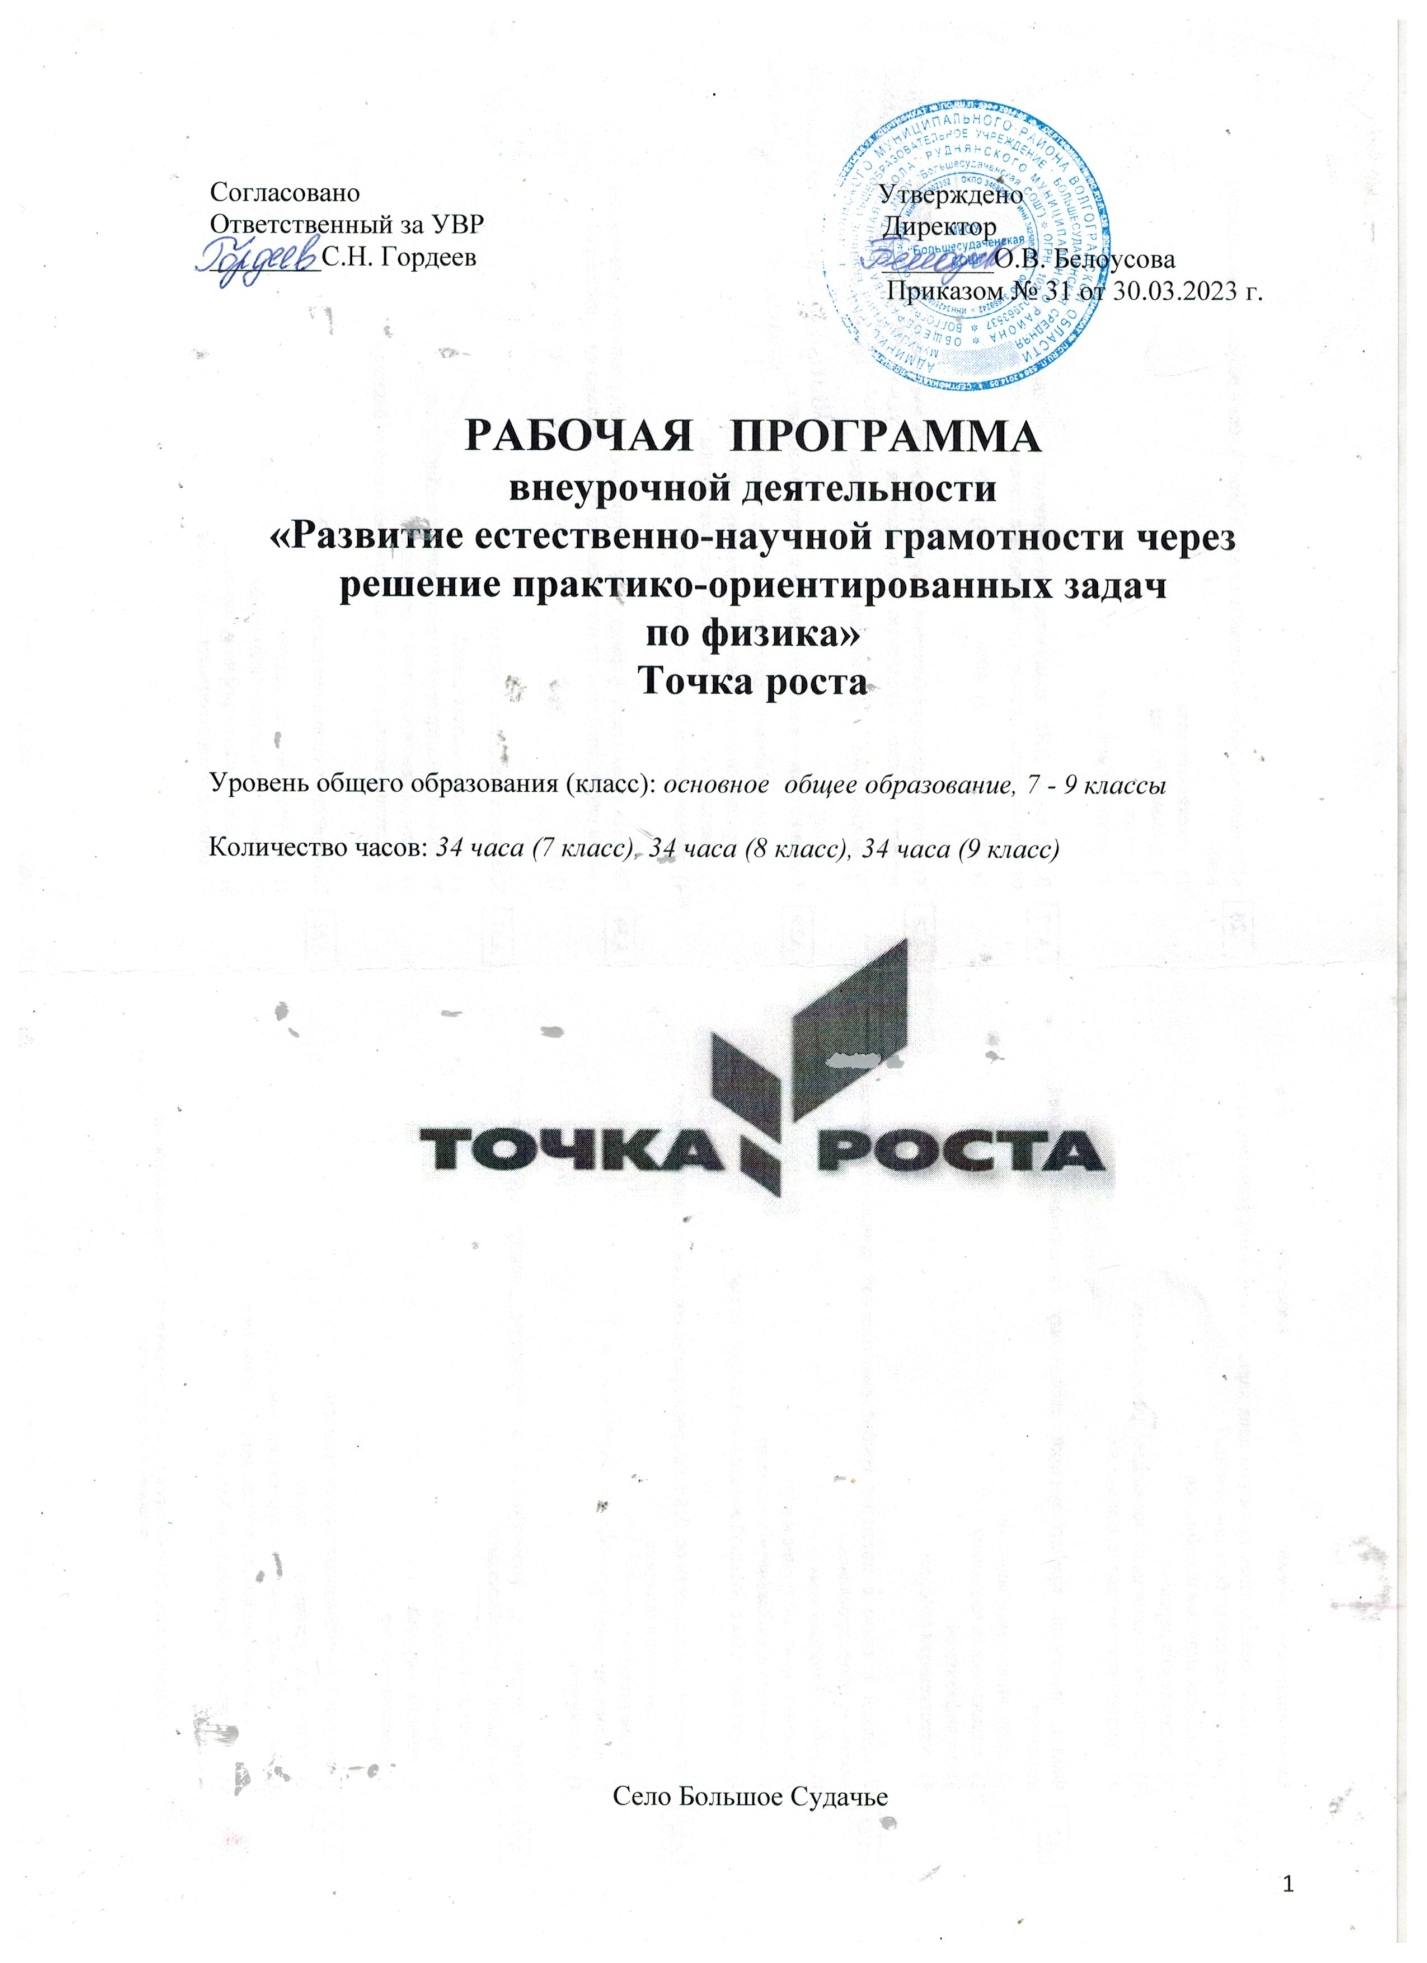 Согласовано
Ответственный за УВР
Гордеев С.Н. Гордеев
Утверждено
Директор
О.В. Белоусова
Приказом № 31 от 30.03.2023 г.
РАБОЧАЯ ПРОГРАММА
внеурочной деятельности
«Развитие естественно-научной грамотности через
решение практико-ориентированных задач
по физика»
Точка роста
Уровень общего образования (класс): основное общее образование, 7 - 9 классы
Количество часов: 34 часа (7 класс), 34 часа (8 класс), 34 часа (9 класс)
ТОЧКА РОСТА
Село Большое Судачье
1